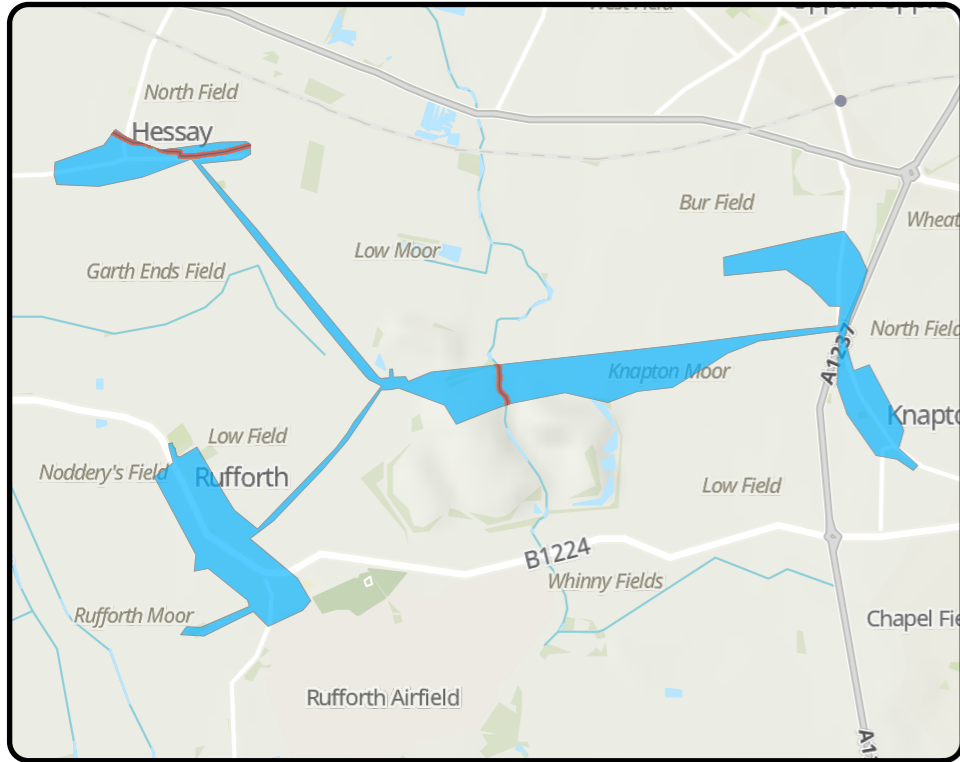 North Field
Hessay
Bur Field
Wheat
Low Moor
Garth Ends Field
North Field
A1237
Knapton Moor
Low Field
Noddery's Field
Rufforth
Low Field
B1224
Whinny Fields
Rufforth Moor
Chapel Fie
Rufforth Airfield